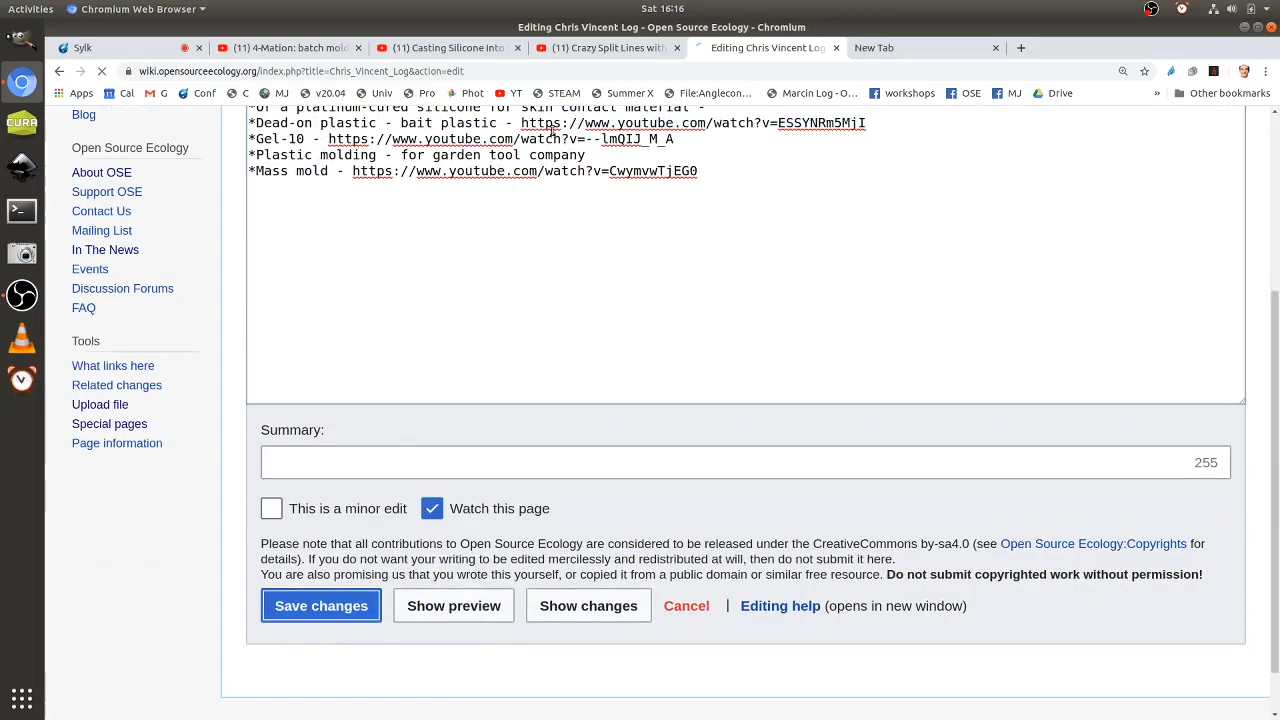 Activities
Chromium Web Browser
Sat 16:16
Editing Chris Vincent Log - Open Source Ecology - Chromium
Sylk
(11) 4-Mation: batch mol
(11) Casting Silicone Into
(11) Crazy Split Lines with
Editing Chris Vincent Log
New Tab
wiki.opensourceecology.org/index.php?title=Chris_Vincent_Log&action=edit
Apps
Cal
G
Conf
C
MJ
v20.04
Uni
Pro
Phot
YT
STEAM
Summer X
File:Anglecon...
Marcin Log - O...
Drive
workshops
OSE
MJ
»
Other bookmarks
*Or a platinum-cured silicone for skin contact material -
*Dead-on plastic - bait plastic - https://www.youtube.com/watch?v=ESSYNRm5MjI
*Gel-10 - https://www.youtube.com/watch?v=--lmQIJ_M_A
*Plastic molding - for garden tool company
*Mass mold - https://www.youtube.com/watch?v=CwymvwTjEG0
Blog
Open Source Ecology
About OSE
Support OSE
Contact Us
Mailing List
In The News
Events
Discussion Forums
FAQ
Tools
What links here
Related changes
Upload file
Special pages
Page information
Summary:
255
This is a minor edit
Watch this page
Please note that all contributions to Open Source Ecology are considered to be released under the CreativeCommons by-sa4.0 (see Open Source Ecology:Copyrights for
details). If you do not want your writing to be edited mercilessly and redistributed at will, then do not submit it here.
You are also promising us that you wrote this yourself, or copied it from a public domain or similar free resource. Do not submit copyrighted work without permission!
Save changes
Show preview
Show changes
Cancel
|
Editing help (opens in new window)
CURA